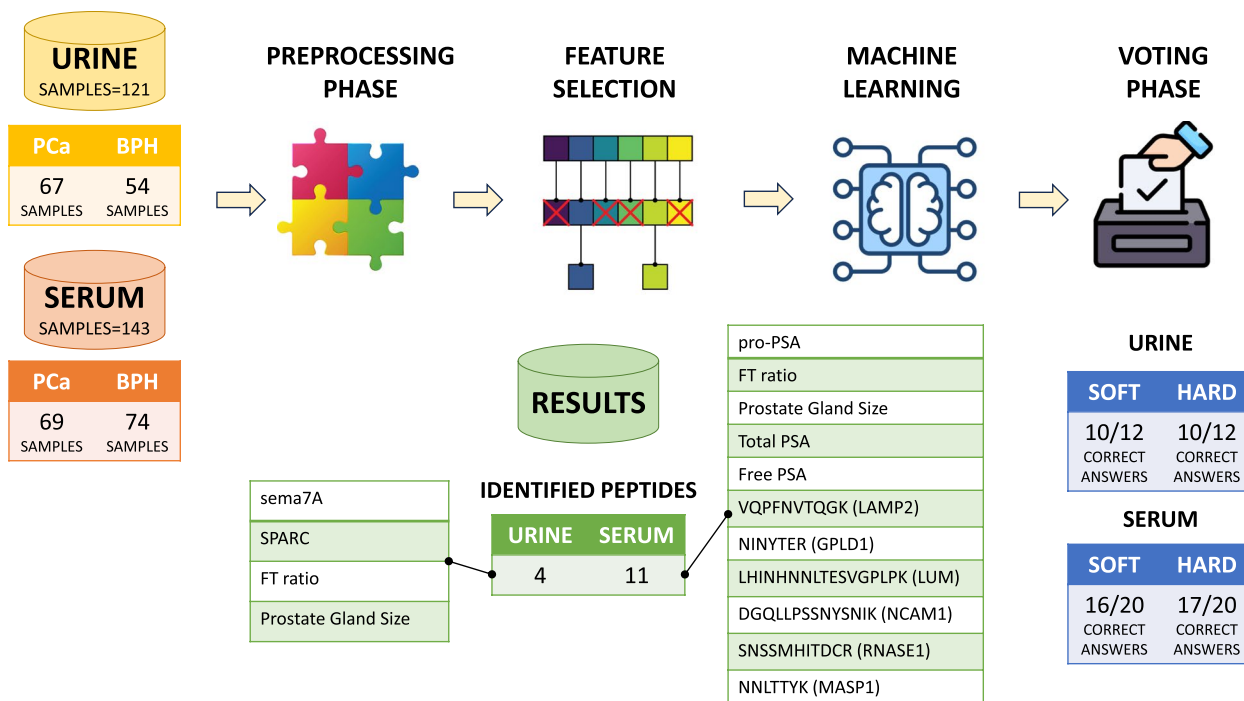 URINE
SAMPLES=121
PCa BPH
67 54
SAMPLES SAMPLES
SERUM
SAMPLES=143
PCa BPH
69 74
SAMPLES SAMPLES
PREPROCESSING
PHASE
FEATURE
SELECTION
MACHINE
LEARNING
VOTING
PHASE
RESULTS
IDENTIFIED PEPTIDES
URINE SERUM
4 11
sema7A
SPARC
FT ratio
Prostate Gland Size
pro-PSA
FT ratio
Prostate Gland Size
Total PSA
Free PSA
VQPFNVTQGK (LAMP2)
NINYTER (GPLD1)
LHINHNNLTESVGPLPK (LUM)
DGQLLPSSNYSNIK (NCAM1)
SNSSMHITDCR (RNASE1)
NNLTTYK (MASP1)
URINE
SOFT HARD
10/12 10/12
CORRECT CORRECT
ANSWERS ANSWERS
SERUM
SOFT HARD
16/20 17/20
CORRECT CORRECT
ANSWERS ANSWERS